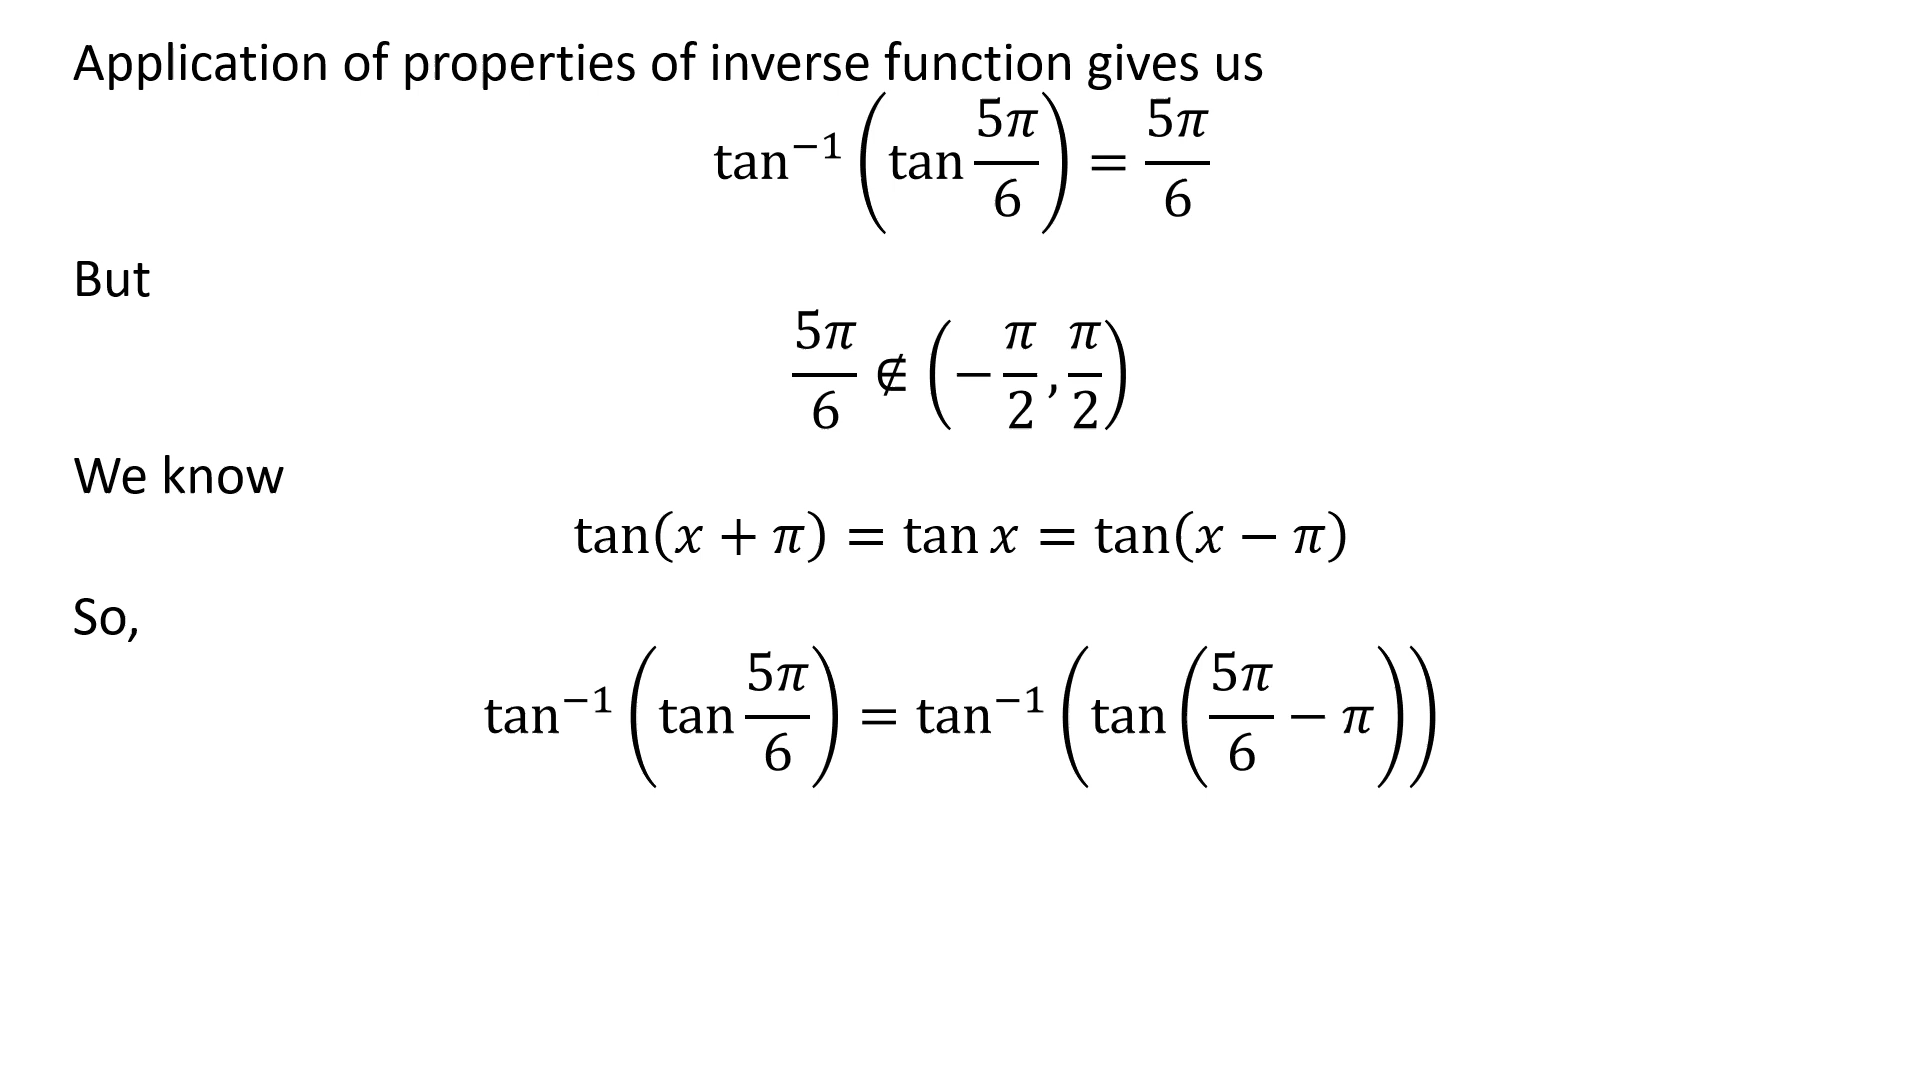 Application of properties of inverse function gives us
tan⁻¹(tan 5π/6) = 5π/6
But
5π/6 ∉ (−π/2, π/2)
We know
tan(x + π) = tan x = tan(x − π)
So,
tan⁻¹(tan 5π/6) = tan⁻¹(tan(5π/6 − π))